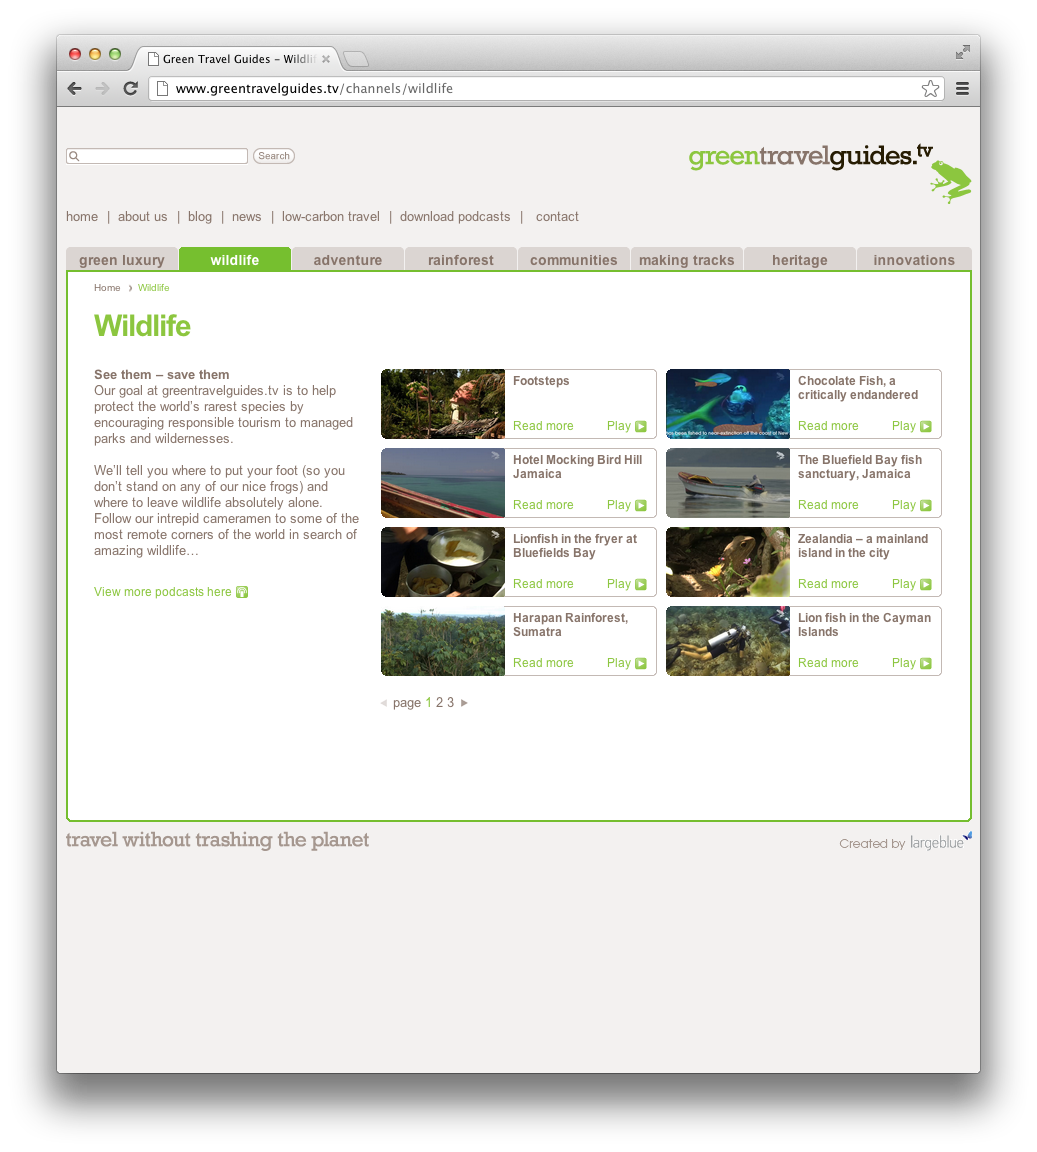 Green Travel Guides – Wildli
www.greentravelguides.tv/channels/wildlife
Search
greentravelguides.tv
home | about us | blog | news | low-carbon travel | download podcasts | contact
green luxury wildlife adventure rainforest communities making tracks heritage innovations
Home › Wildlife
Wildlife
See them – save them
Our goal at greentravelguides.tv is to help
protect the world's rarest species by
encouraging responsible tourism to managed
parks and wildernesses.
We'll tell you where to put your foot (so you
don't stand on any of our nice frogs) and
where to leave wildlife absolutely alone.
Follow our intrepid cameramen to some of the
most remote corners of the world in search of
amazing wildlife…
View more podcasts here
Footsteps
Read more Play
Chocolate Fish, a
critically endandered
Read more Play
Hotel Mocking Bird Hill
Jamaica
Read more Play
The Bluefield Bay fish
sanctuary, Jamaica
Read more Play
Lionfish in the fryer at
Bluefields Bay
Read more Play
Zealandia – a mainland
island in the city
Read more Play
Harapan Rainforest,
Sumatra
Read more Play
Lion fish in the Cayman
Islands
Read more Play
page 1 2 3
travel without trashing the planet
Created by largeblue